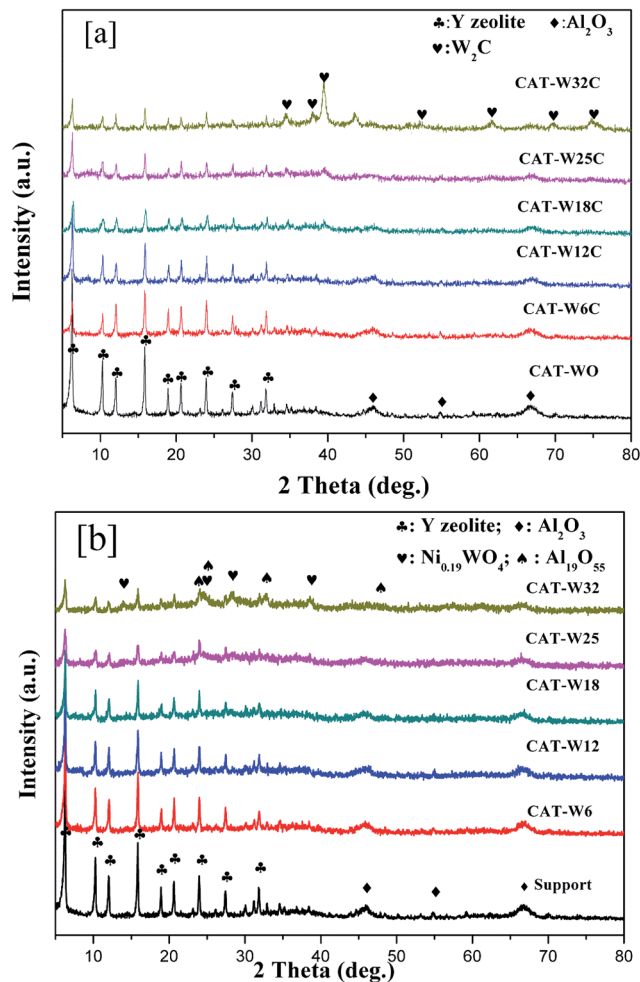 [a]
♣:Y zeolite ♦:Al₂O₃
♥:W₂C
CAT-W32C
CAT-W25C
CAT-W18C
CAT-W12C
CAT-W6C
CAT-WO
Intensity (a.u.)
10 20 30 40 50 60 70 80
2 Theta (deg.)
[b]
♣: Y zeolite; ♦: Al₂O₃
♥: Ni₀.₁₉WO₄; ♠: Al₁₉O₅₅
CAT-W32
CAT-W25
CAT-W18
CAT-W12
CAT-W6
Support
Intensity (a.u.)
10 20 30 40 50 60 70 80
2 Theta (deg.)